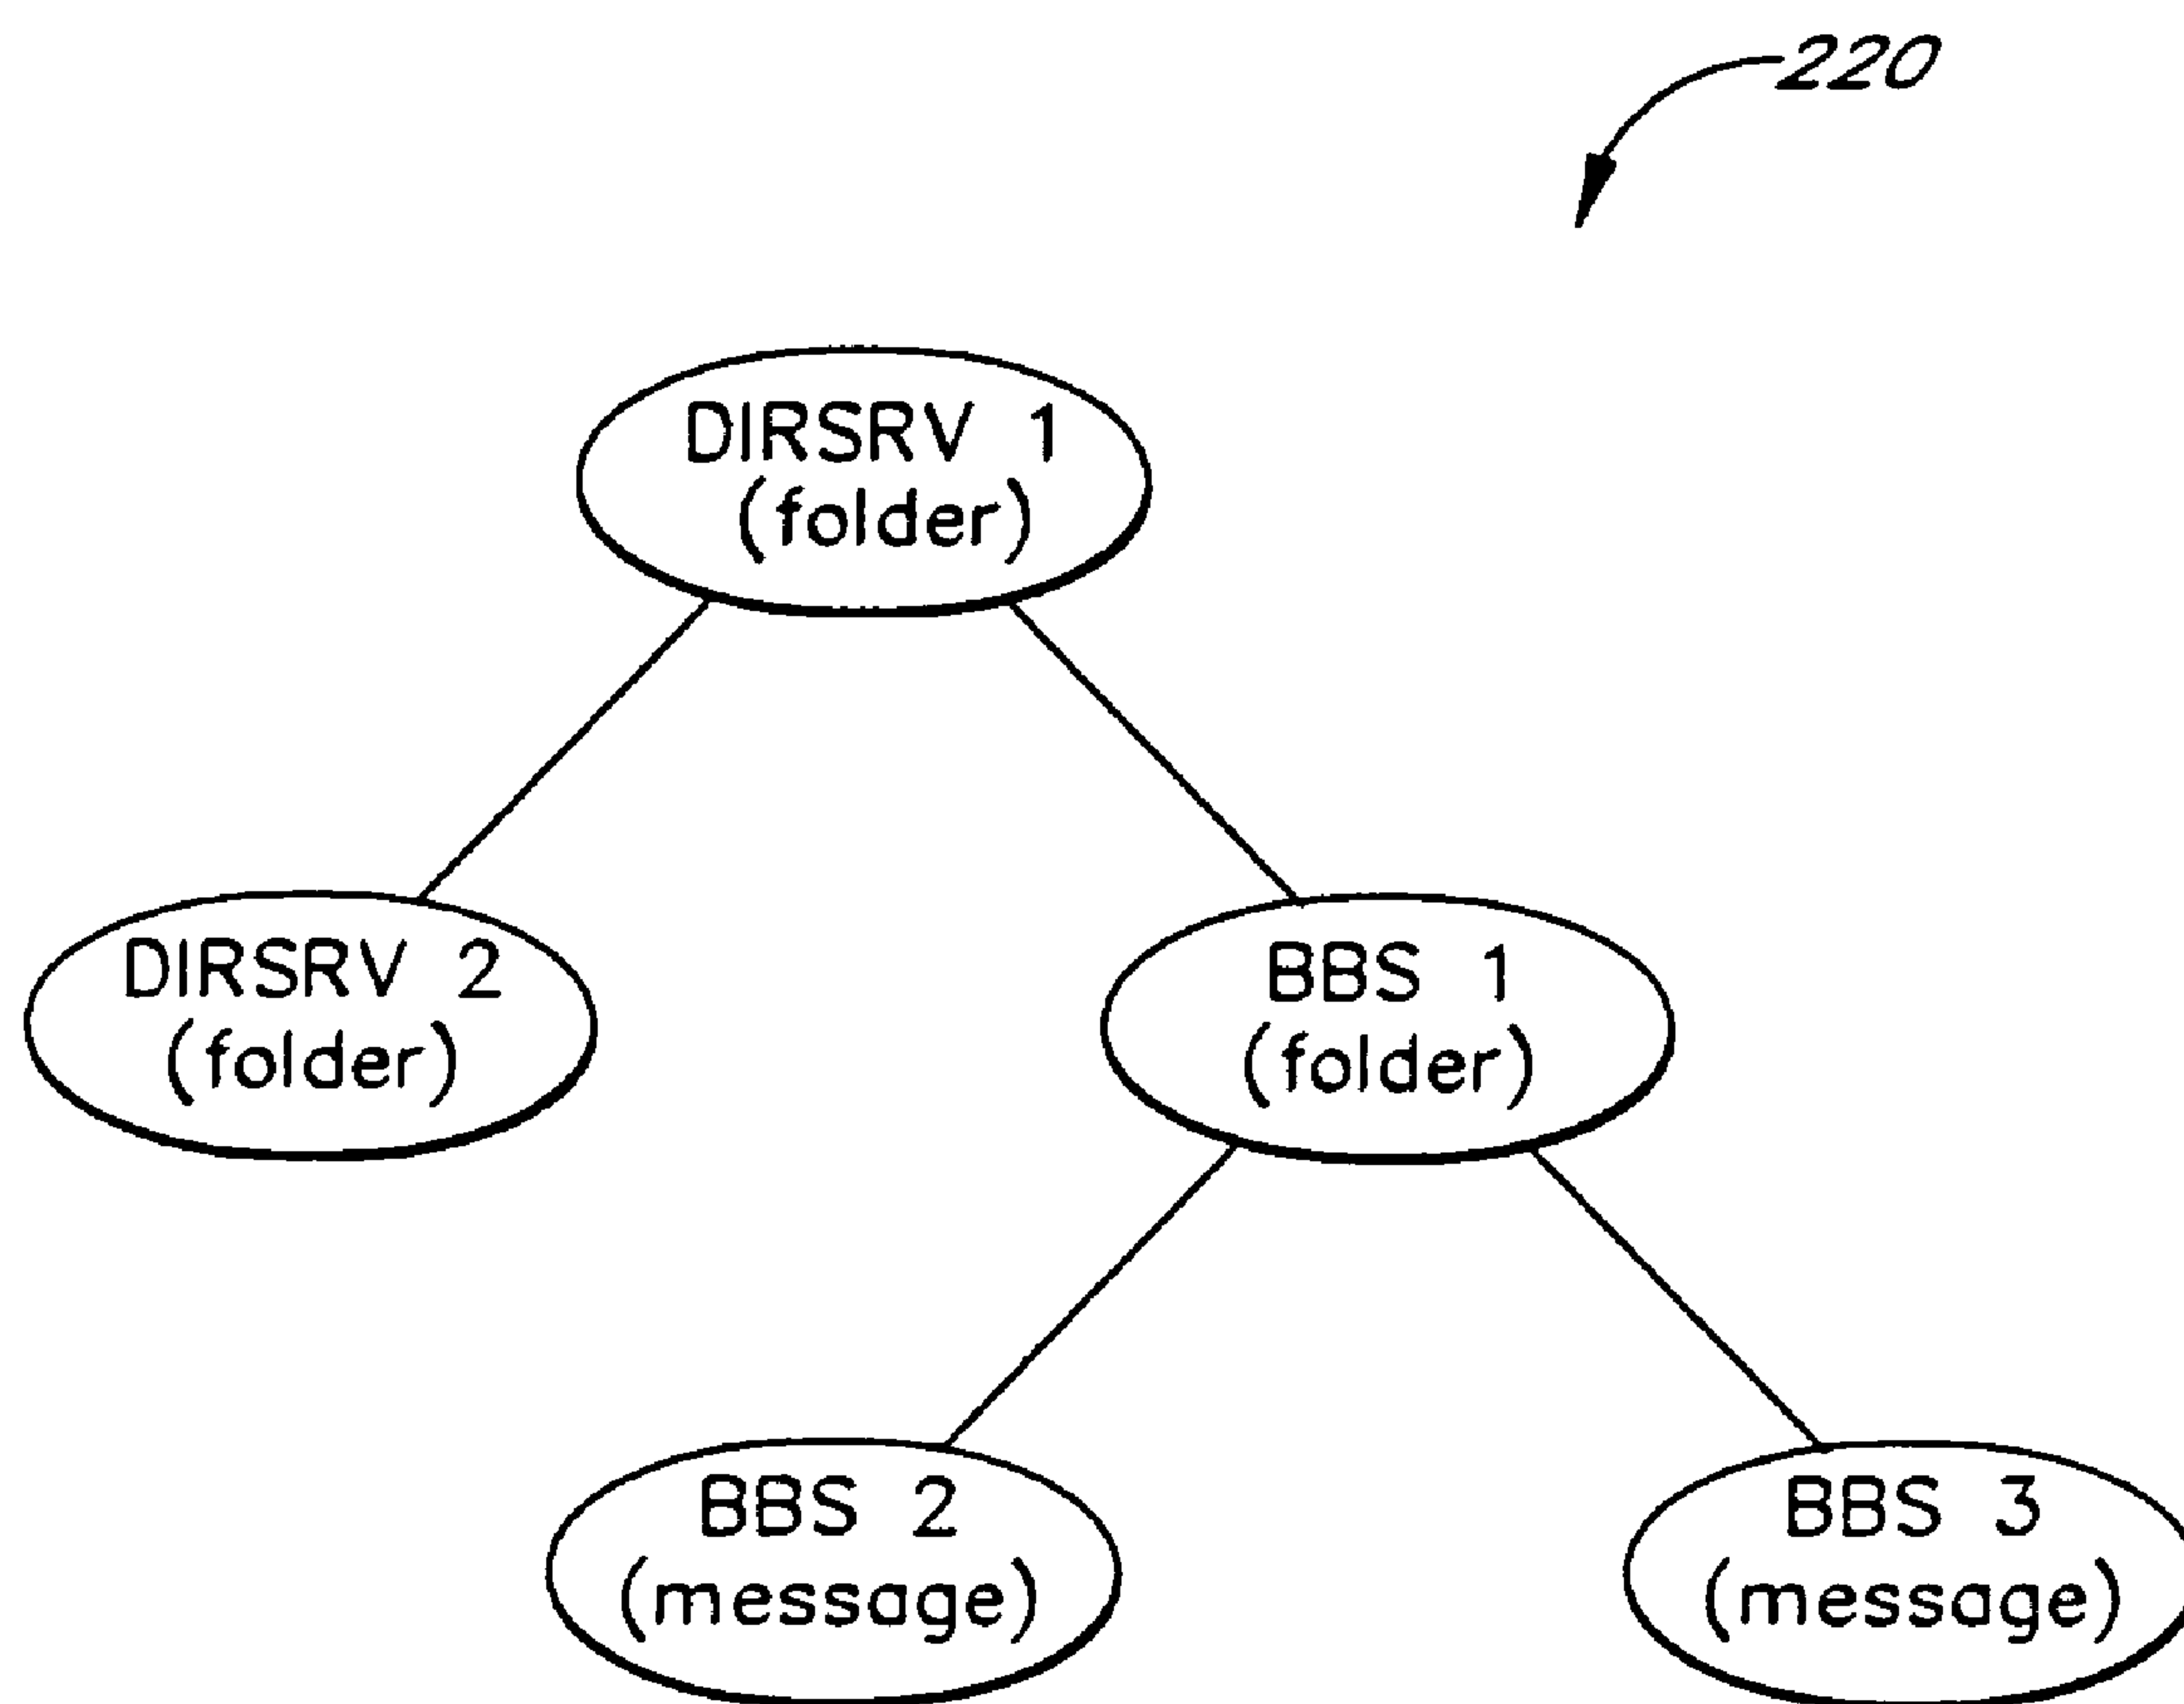 220
DIRSRV 1
(folder)
DIRSRV 2
(folder)
BBS 1
(folder)
BBS 2
(message)
BBS 3
(message)